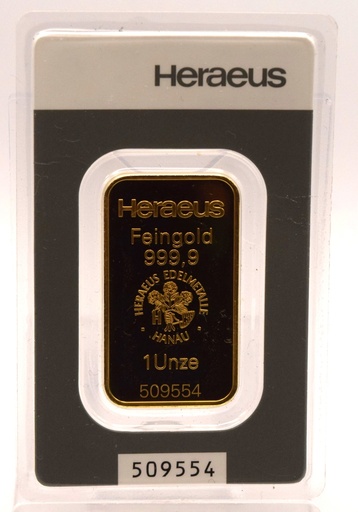 Heraeus
Heraeus
Feingold
999,9
HERAEUS EDELMETALLE
HANAU
1 Unze
509554
509554